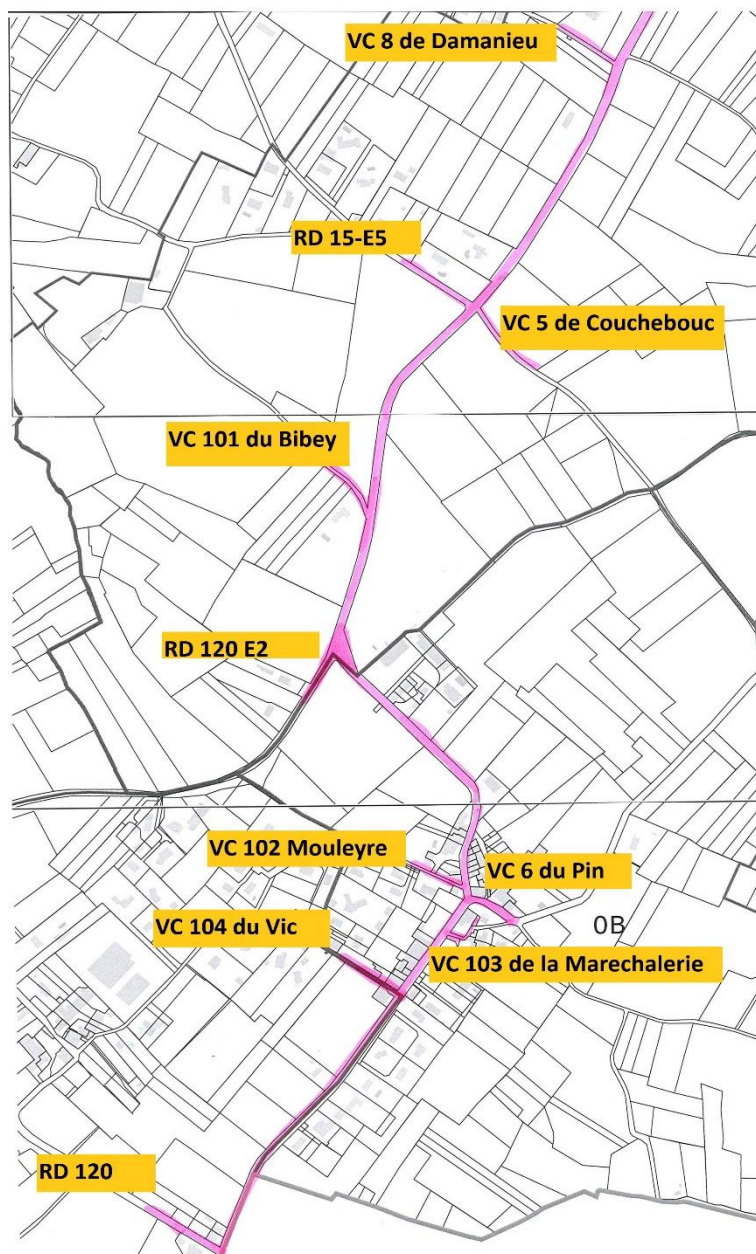 VC 8 de Damanieu
RD 15-E5
VC 5 de Couchebouc
VC 101 du Bibey
RD 120 E2
VC 102 Mouleyre
VC 6 du Pin
VC 104 du Vic
0B
VC 103 de la Marechalerie
RD 120